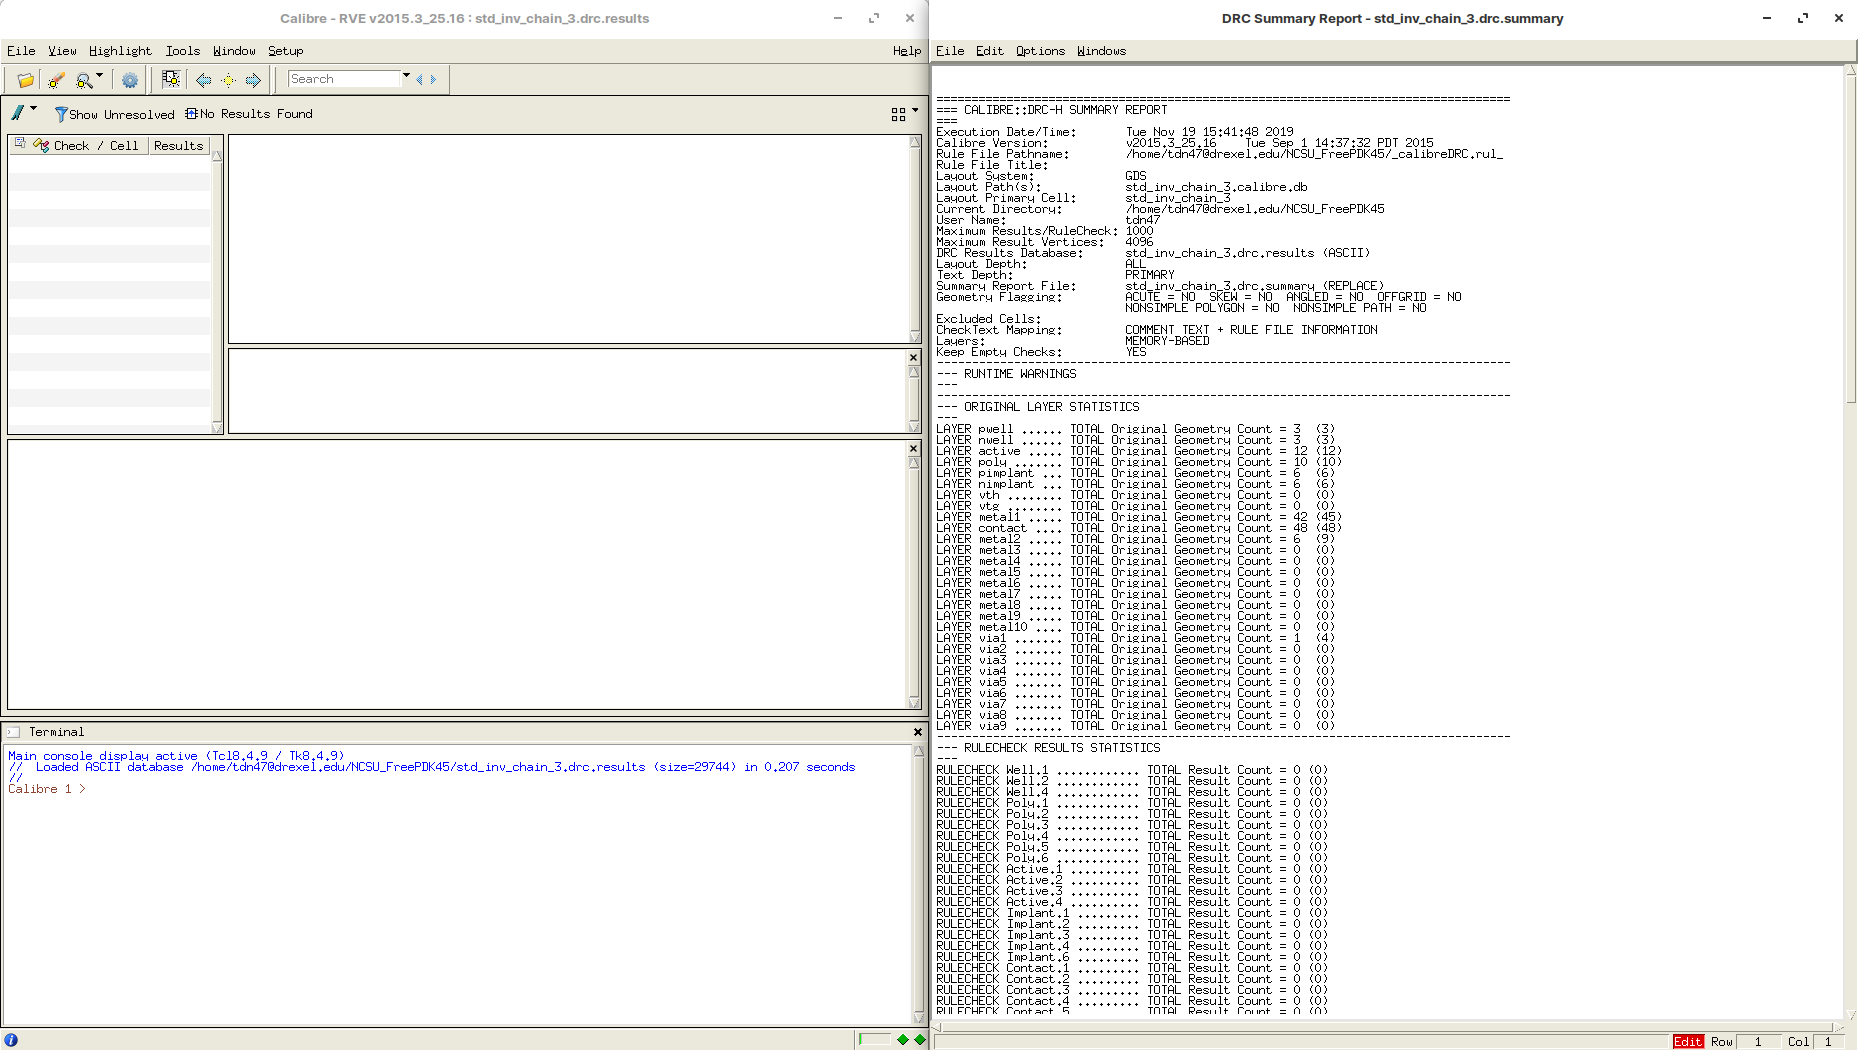 Calibre - RVE v2015.3_25.16 : std_inv_chain_3.drc.results
File View Highlight Tools Window Setup Help
Search
Show Unresolved No Results Found
Check / Cell Results
Terminal
Main console display active (Tcl8.4.9 / Tk8.4.9)
// Loaded ASCII database /home/tdn47@drexel.edu/NCSU_FreePDK45/std_inv_chain_3.drc.results (size=29744) in 0.207 seconds
//
Calibre 1 >
DRC Summary Report - std_inv_chain_3.drc.summary
File Edit Options Windows
==================================================================================
=== CALIBRE::DRC-H SUMMARY REPORT
===
Execution Date/Time: Tue Nov 19 15:41:48 2019
Calibre Version: v2015.3_25.16 Tue Sep 1 14:37:32 PDT 2015
Rule File Pathname: /home/tdn47@drexel.edu/NCSU_FreePDK45/_calibreDRC.rul_
Rule File Title:
Layout System: GDS
Layout Path(s): std_inv_chain_3.calibre.db
Layout Primary Cell: std_inv_chain_3
Current Directory: /home/tdn47@drexel.edu/NCSU_FreePDK45
User Name: tdn47
Maximum Results/RuleCheck: 1000
Maximum Result Vertices: 4096
DRC Results Database: std_inv_chain_3.drc.results (ASCII)
Layout Depth: ALL
Text Depth: PRIMARY
Summary Report File: std_inv_chain_3.drc.summary (REPLACE)
Geometry Flagging: ACUTE = NO SKEW = NO ANGLED = NO OFFGRID = NO
NONSIMPLE POLYGON = NO NONSIMPLE PATH = NO
Excluded Cells:
CheckText Mapping: COMMENT TEXT + RULE FILE INFORMATION
Layers: MEMORY-BASED
Keep Empty Checks: YES
----------------------------------------------------------------------------------
--- RUNTIME WARNINGS
---
----------------------------------------------------------------------------------
--- ORIGINAL LAYER STATISTICS
---
LAYER pwell ...... TOTAL Original Geometry Count = 3 (3)
LAYER nwell ...... TOTAL Original Geometry Count = 3 (3)
LAYER active ..... TOTAL Original Geometry Count = 12 (12)
LAYER poly ....... TOTAL Original Geometry Count = 10 (10)
LAYER pimplant ... TOTAL Original Geometry Count = 6 (6)
LAYER nimplant ... TOTAL Original Geometry Count = 6 (6)
LAYER vth ........ TOTAL Original Geometry Count = 0 (0)
LAYER vtg ........ TOTAL Original Geometry Count = 0 (0)
LAYER metal1 ..... TOTAL Original Geometry Count = 42 (45)
LAYER contact .... TOTAL Original Geometry Count = 48 (48)
LAYER metal2 ..... TOTAL Original Geometry Count = 6 (9)
LAYER metal3 ..... TOTAL Original Geometry Count = 0 (0)
LAYER metal4 ..... TOTAL Original Geometry Count = 0 (0)
LAYER metal5 ..... TOTAL Original Geometry Count = 0 (0)
LAYER metal6 ..... TOTAL Original Geometry Count = 0 (0)
LAYER metal7 ..... TOTAL Original Geometry Count = 0 (0)
LAYER metal8 ..... TOTAL Original Geometry Count = 0 (0)
LAYER metal9 ..... TOTAL Original Geometry Count = 0 (0)
LAYER metal10 .... TOTAL Original Geometry Count = 0 (0)
LAYER via1 ....... TOTAL Original Geometry Count = 1 (4)
LAYER via2 ....... TOTAL Original Geometry Count = 0 (0)
LAYER via3 ....... TOTAL Original Geometry Count = 0 (0)
LAYER via4 ....... TOTAL Original Geometry Count = 0 (0)
LAYER via5 ....... TOTAL Original Geometry Count = 0 (0)
LAYER via6 ....... TOTAL Original Geometry Count = 0 (0)
LAYER via7 ....... TOTAL Original Geometry Count = 0 (0)
LAYER via8 ....... TOTAL Original Geometry Count = 0 (0)
LAYER via9 ....... TOTAL Original Geometry Count = 0 (0)
----------------------------------------------------------------------------------
--- RULECHECK RESULTS STATISTICS
---
RULECHECK Well.1 ............ TOTAL Result Count = 0 (0)
RULECHECK Well.2 ............ TOTAL Result Count = 0 (0)
RULECHECK Well.4 ............ TOTAL Result Count = 0 (0)
RULECHECK Poly.1 ............ TOTAL Result Count = 0 (0)
RULECHECK Poly.2 ............ TOTAL Result Count = 0 (0)
RULECHECK Poly.3 ............ TOTAL Result Count = 0 (0)
RULECHECK Poly.4 ............ TOTAL Result Count = 0 (0)
RULECHECK Poly.5 ............ TOTAL Result Count = 0 (0)
RULECHECK Poly.6 ............ TOTAL Result Count = 0 (0)
RULECHECK Active.1 .......... TOTAL Result Count = 0 (0)
RULECHECK Active.2 .......... TOTAL Result Count = 0 (0)
RULECHECK Active.3 .......... TOTAL Result Count = 0 (0)
RULECHECK Active.4 .......... TOTAL Result Count = 0 (0)
RULECHECK Implant.1 ......... TOTAL Result Count = 0 (0)
RULECHECK Implant.2 ......... TOTAL Result Count = 0 (0)
RULECHECK Implant.3 ......... TOTAL Result Count = 0 (0)
RULECHECK Implant.4 ......... TOTAL Result Count = 0 (0)
RULECHECK Implant.6 ......... TOTAL Result Count = 0 (0)
RULECHECK Contact.1 ......... TOTAL Result Count = 0 (0)
RULECHECK Contact.2 ......... TOTAL Result Count = 0 (0)
RULECHECK Contact.3 ......... TOTAL Result Count = 0 (0)
RULECHECK Contact.4 ......... TOTAL Result Count = 0 (0)
RULECHECK Contact.5 ......... TOTAL Result Count = 0 (0)
Edit Row 1 Col 1